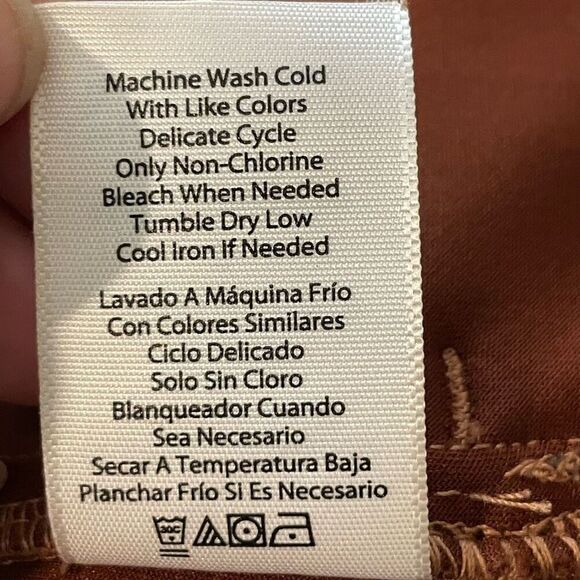 Machine Wash Cold
With Like Colors
Delicate Cycle
Only Non-Chlorine
Bleach When Needed
Tumble Dry Low
Cool Iron If Needed
Lavado A Máquina Frío
Con Colores Similares
Ciclo Delicado
Solo Sin Cloro
Blanqueador Cuando
Sea Necesario
Secar A Temperatura Baja
Planchar Frío Si Es Necesario
30C